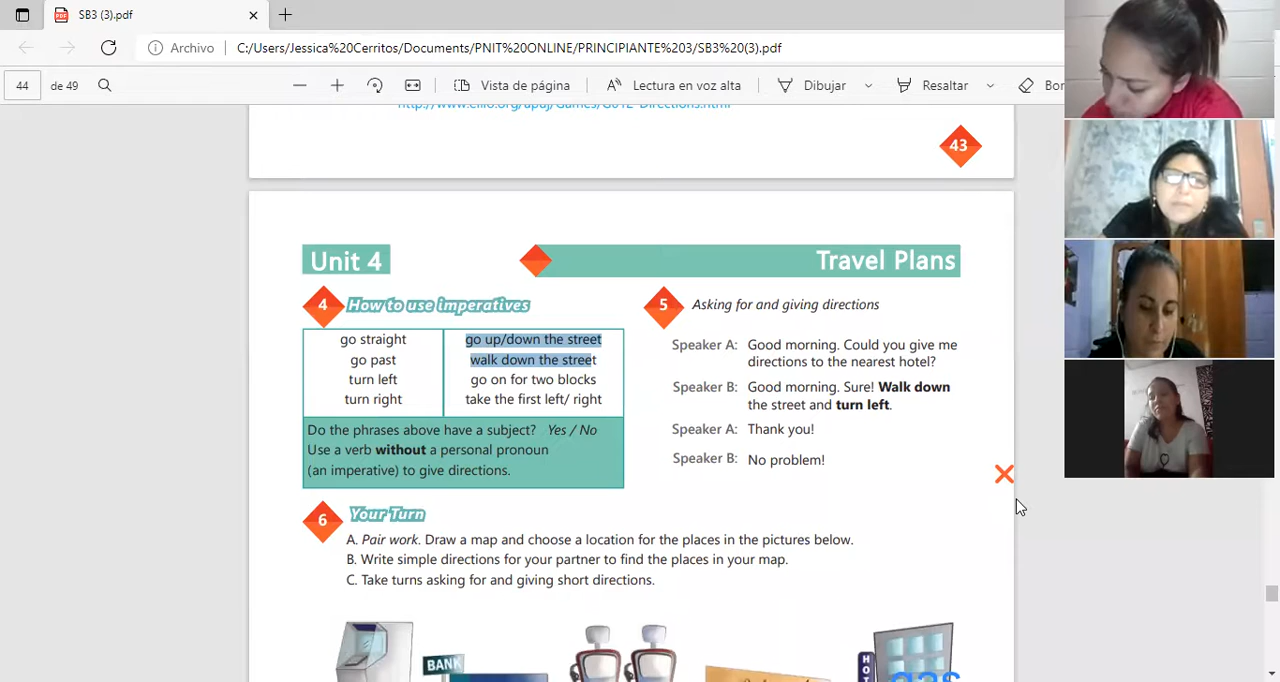 SB3 (3).pdf
Archivo
C:/Users/Jessica%20Cerritos/Documents/PNIT%20ONLINE/PRINCIPIANTE%203/SB3%20(3).pdf
44
de 49
Vista de página
Lectura en voz alta
Dibujar
Resaltar
Bor
43
Unit 4
Travel Plans
4
How to use imperatives
go straight
go past
turn left
turn right
go up/down the street
walk down the street
go on for two blocks
take the first left/ right
Do the phrases above have a subject? Yes / No
Use a verb without a personal pronoun
(an imperative) to give directions.
5
Asking for and giving directions
Speaker A: Good morning. Could you give me
directions to the nearest hotel?
Speaker B: Good morning. Sure! Walk down
the street and turn left.
Speaker A: Thank you!
Speaker B: No problem!
6
Your Turn
A. Pair work. Draw a map and choose a location for the places in the pictures below.
B. Write simple directions for your partner to find the places in your map.
C. Take turns asking for and giving short directions.
BANK
HOT
gas